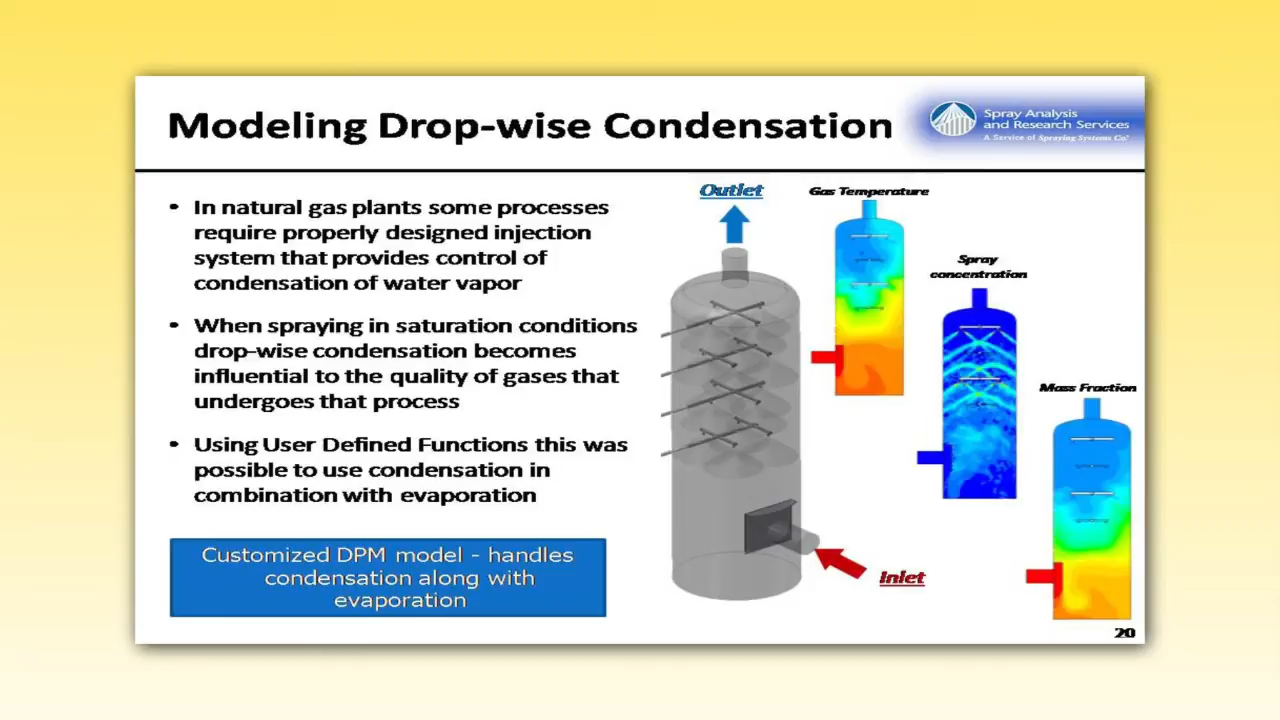 Modeling Drop-wise Condensation
Spray Analysis
and Research Services
A Service of Spraying Systems Co.
• In natural gas plants some processes
require properly designed injection
system that provides control of
condensation of water vapor
• When spraying in saturation conditions
drop-wise condensation becomes
influential to the quality of gases that
undergoes that process
• Using User Defined Functions this was
possible to use condensation in
combination with evaporation
Customized DPM model - handles
condensation along with
evaporation
Outlet
Inlet
Gas Temperature
Spray
concentration
Mass Fraction
20